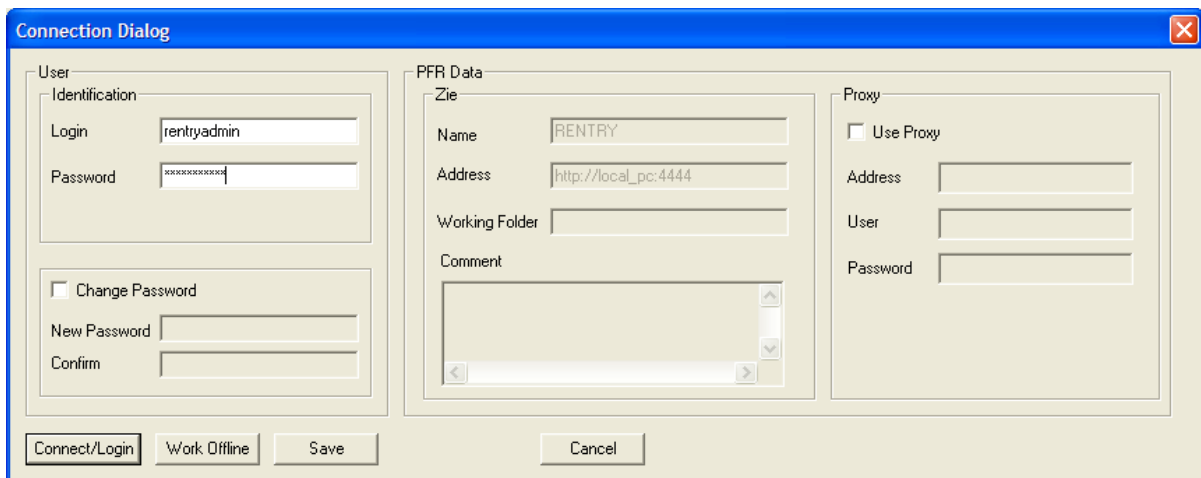 Connection Dialog
User
Identification
Login
rentryadmin
Password
***********
Change Password
New Password
Confirm
PFR Data
Zie
Name
RENTRY
Address
http://local_pc:4444
Working Folder
Comment
Proxy
Use Proxy
Address
User
Password
Connect/Login
Work Offline
Save
Cancel